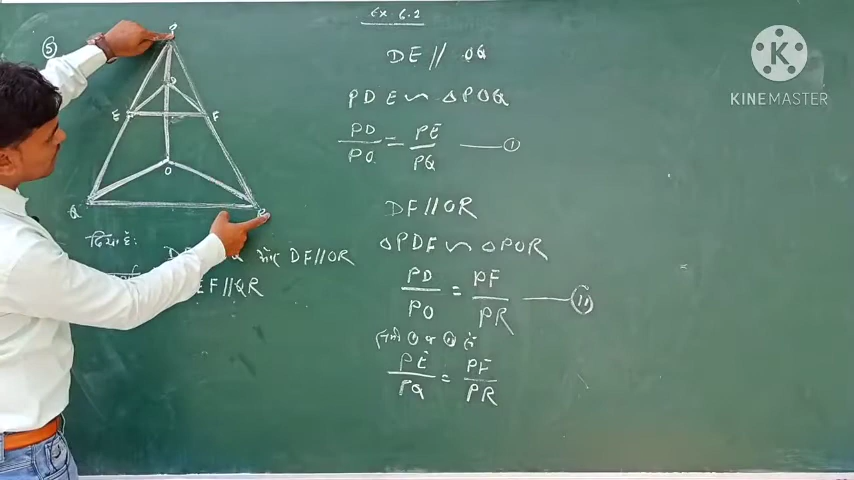 Ex. 6.2
5
P
D
E
F
O
Q
R
दिया है:
DF//OR
EF//QR
DE // OQ
PDE ∽ △POQ
PD/PO = PE/PQ —— ①
DF//OR
△PDF ∽ △POR
PD/PO = PF/PR —— ⑪
PE/PQ = PF/PR
K
KINEMASTER